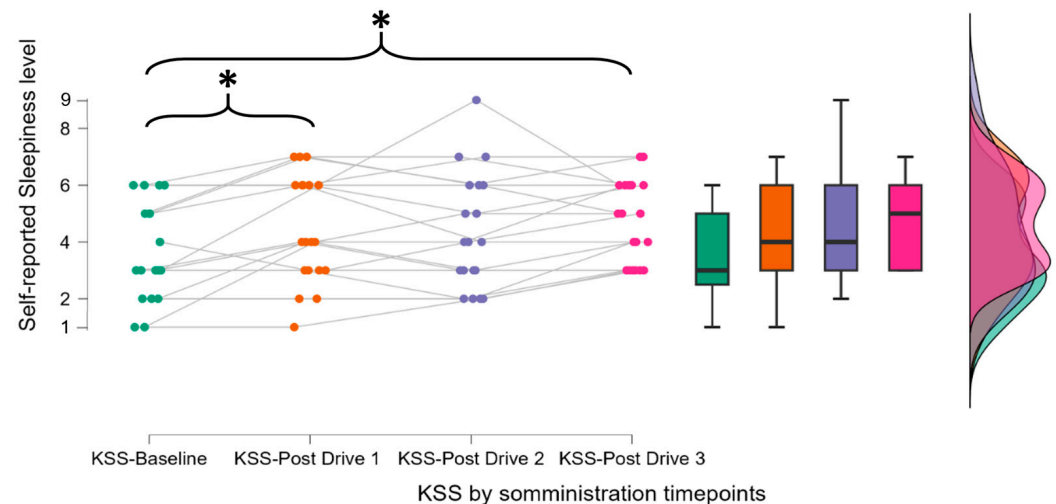 *
*
Self-reported Sleepiness level
9
8
6
4
2
1
KSS-Baseline KSS-Post Drive 1 KSS-Post Drive 2 KSS-Post Drive 3
KSS by somministration timepoints